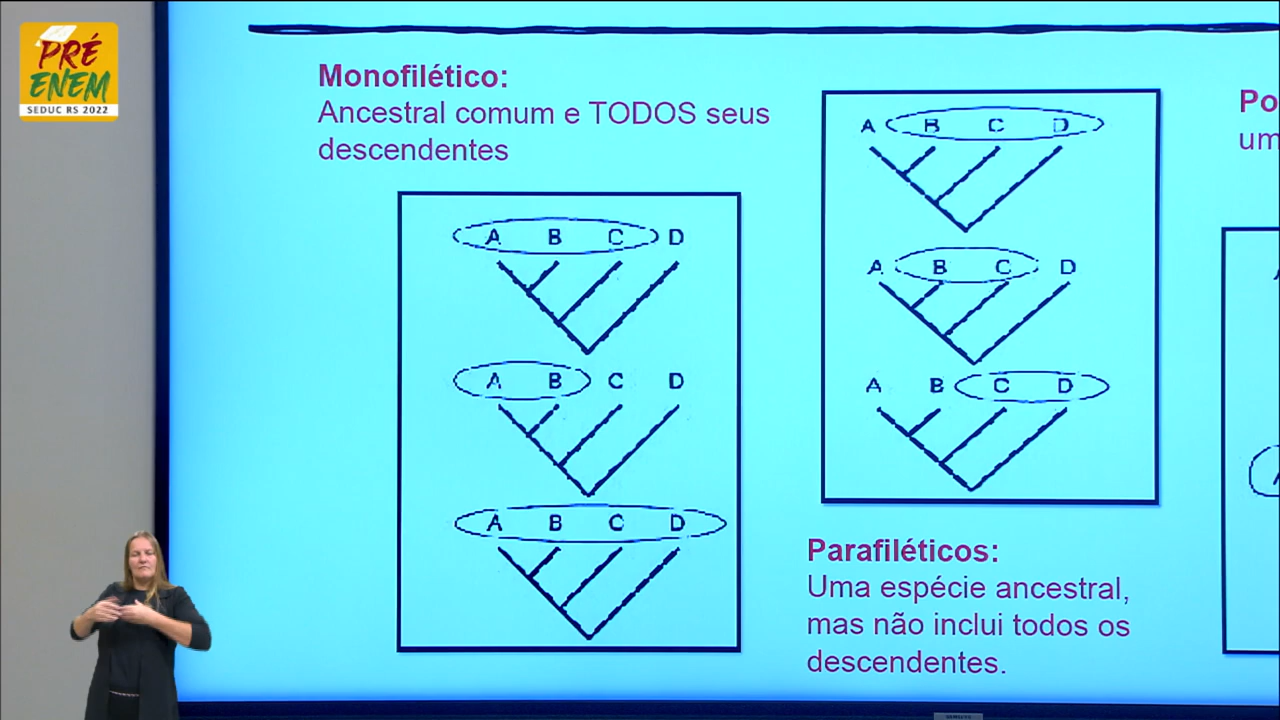 PRÉ
ENEM
SEDUC RS 2022
Monofilético:
Ancestral comum e TODOS seus
descendentes
A B C D
A B C D
A B C D
A B C D
A B C D
A B C D
Parafiléticos:
Uma espécie ancestral,
mas não inclui todos os
descendentes.
Po
um